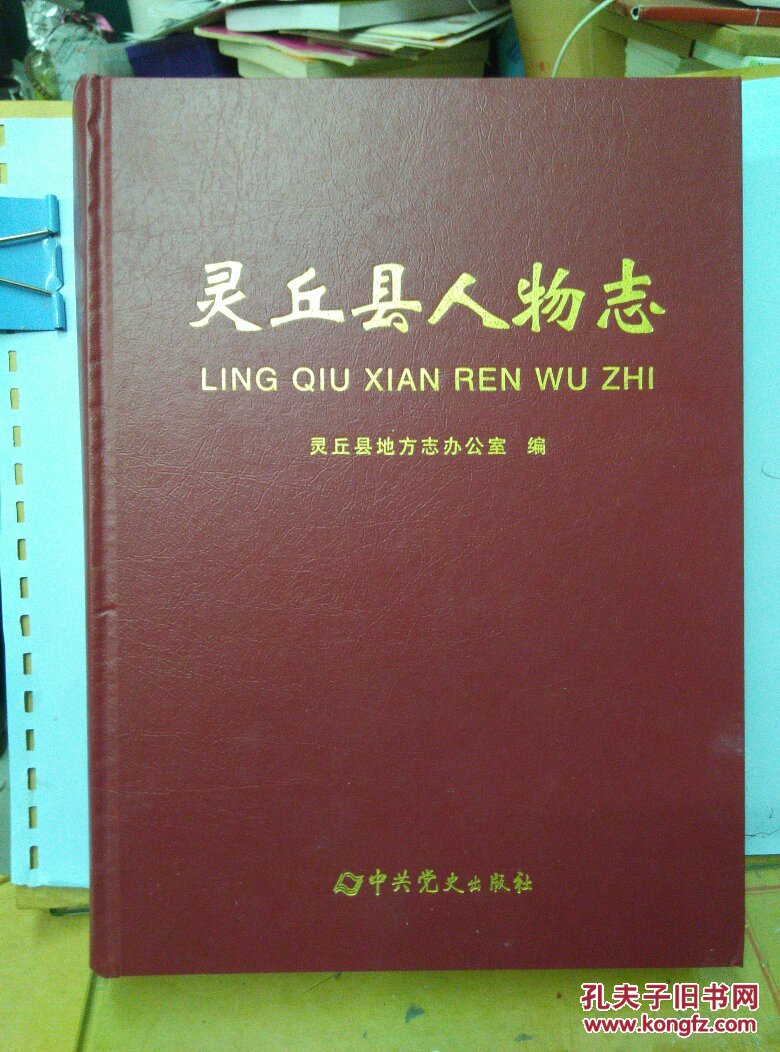 灵丘县人物志
LING QIU XIAN REN WU ZHI
灵丘县地方志办公室 编
中共党史出版社
孔夫子旧书网
www.kongfz.com